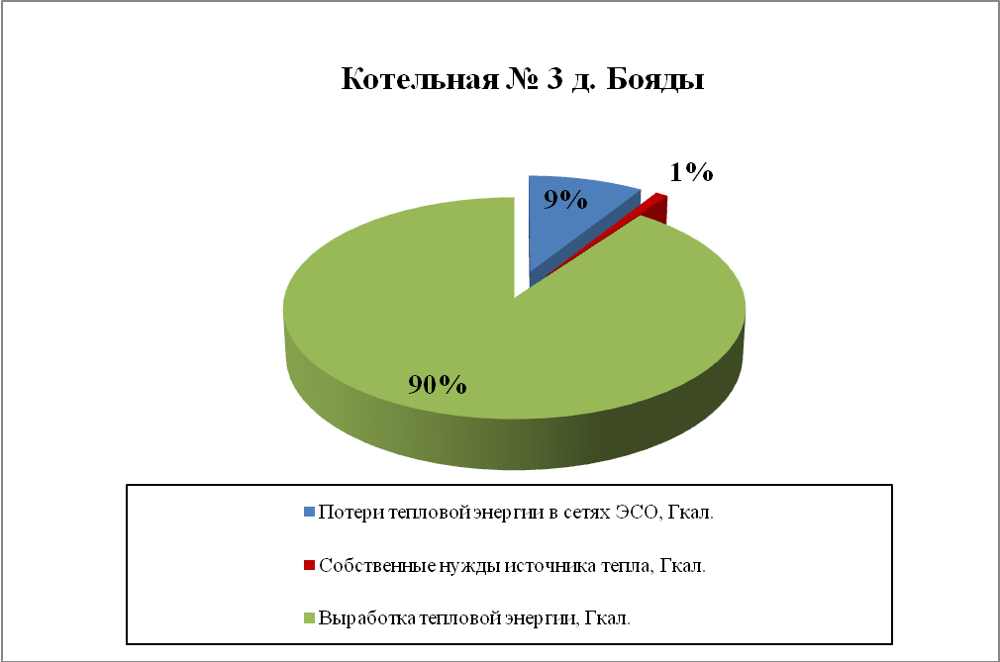 Котельная № 3 д. Бояды
1%
9%
90%
Потери тепловой энергии в сетях ЭСО, Гкал.
Собственные нужды источника тепла, Гкал.
Выработка тепловой энергии, Гкал.